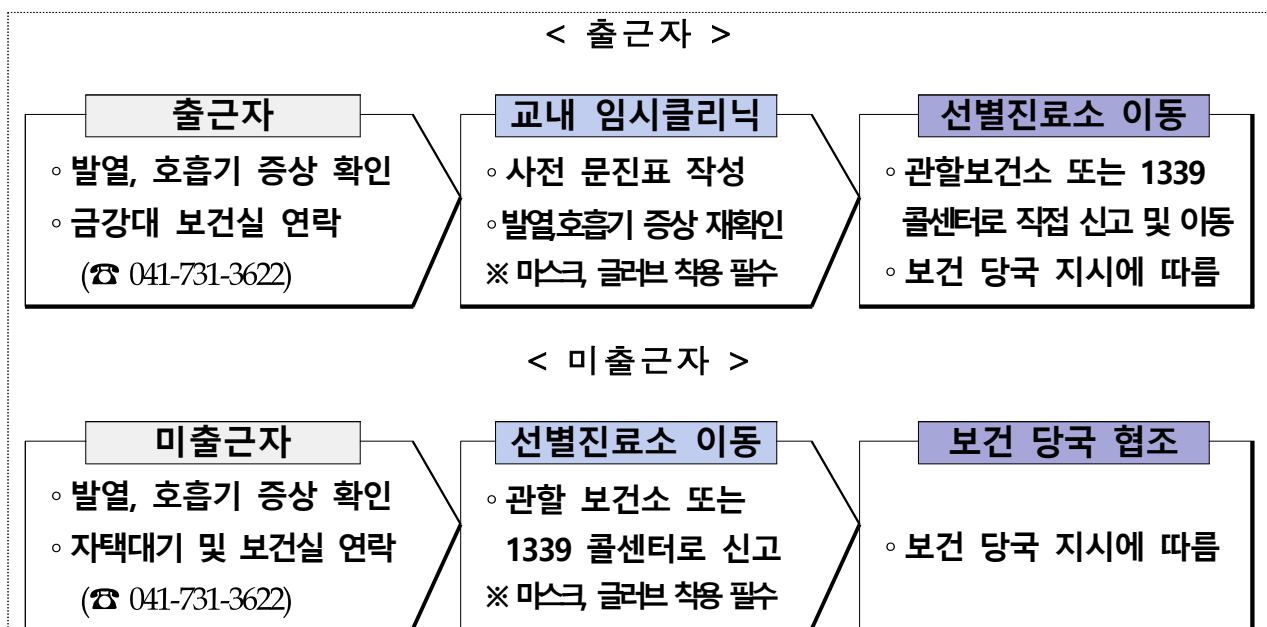 < 출근자 >
출근자
◦ 발열, 호흡기 증상 확인
◦ 금강대 보건실 연락
(☎ 041-731-3622)
교내 임시클리닉
◦ 사전 문진표 작성
◦ 발열,호흡기 증상 재확인
※ 마스크, 글러브 착용 필수
선별진료소 이동
◦ 관할보건소 또는 1339
콜센터로 직접 신고 및 이동
◦ 보건 당국 지시에 따름
< 미출근자 >
미출근자
◦ 발열, 호흡기 증상 확인
◦ 자택대기 및 보건실 연락
(☎ 041-731-3622)
선별진료소 이동
◦ 관할 보건소 또는
1339 콜센터로 신고
※ 마스크, 글러브 착용 필수
보건 당국 협조
◦ 보건 당국 지시에 따름